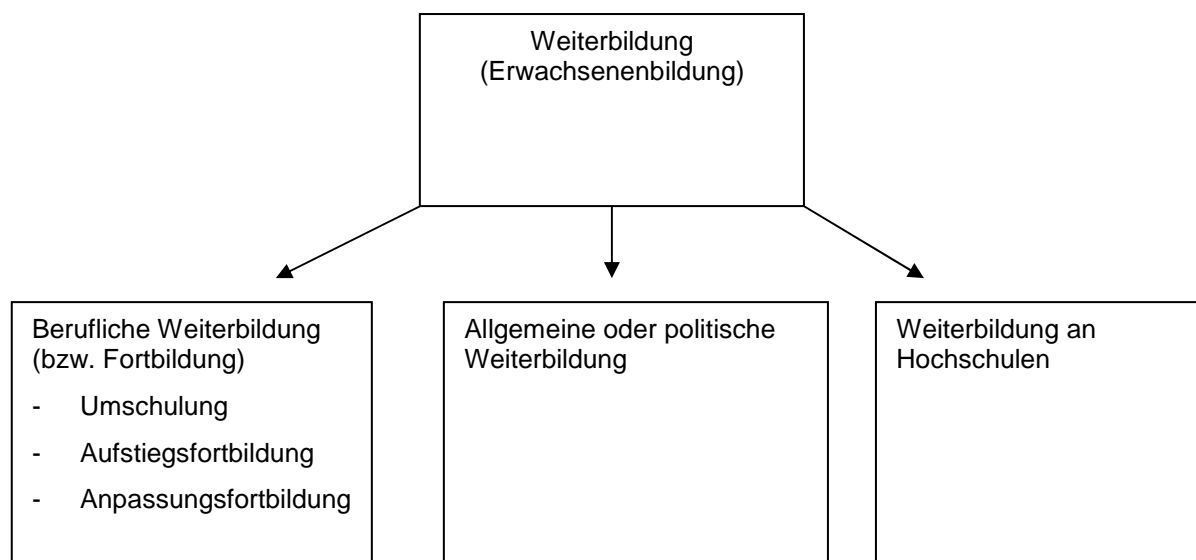 Weiterbildung
(Erwachsenenbildung)
Berufliche Weiterbildung
(bzw. Fortbildung)
- Umschulung
- Aufstiegsfortbildung
- Anpassungsfortbildung
Allgemeine oder politische
Weiterbildung
Weiterbildung an
Hochschulen